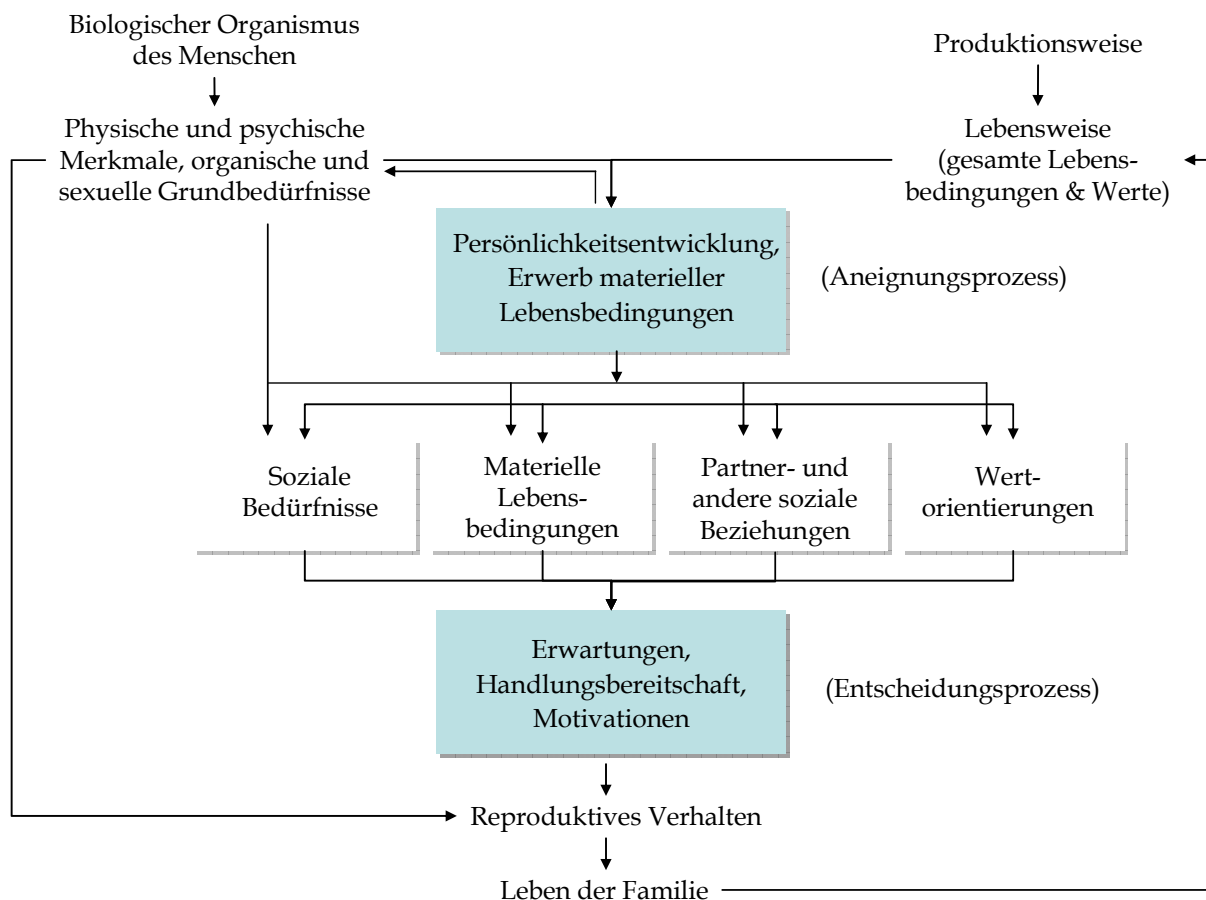 Biologischer Organismus
des Menschen
Produktionsweise
Physische und psychische
Merkmale, organische und
sexuelle Grundbedürfnisse
Lebensweise
(gesamte Lebens-
bedingungen & Werte)
Persönlichkeitsentwicklung,
Erwerb materieller
Lebensbedingungen
(Aneignungsprozess)
Soziale
Bedürfnisse
Materielle
Lebens-
bedingungen
Partner- und
andere soziale
Beziehungen
Wert-
orientierungen
Erwartungen,
Handlungsbereitschaft,
Motivationen
(Entscheidungsprozess)
Reproduktives Verhalten
Leben der Familie